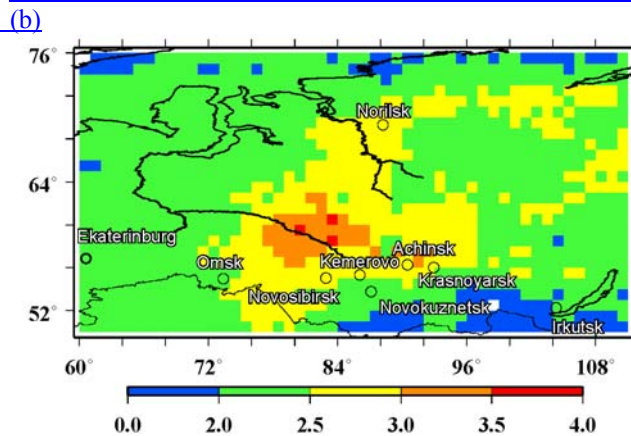 (b)
76°
64°
52°
Norilsk
Ekaterinburg
Omsk
Kemerovo
Achinsk
Novosibirsk
Krasnoyarsk
Novokuznetsk
Irkutsk
60° 72° 84° 96° 108°
0.0 2.0 2.5 3.0 3.5 4.0